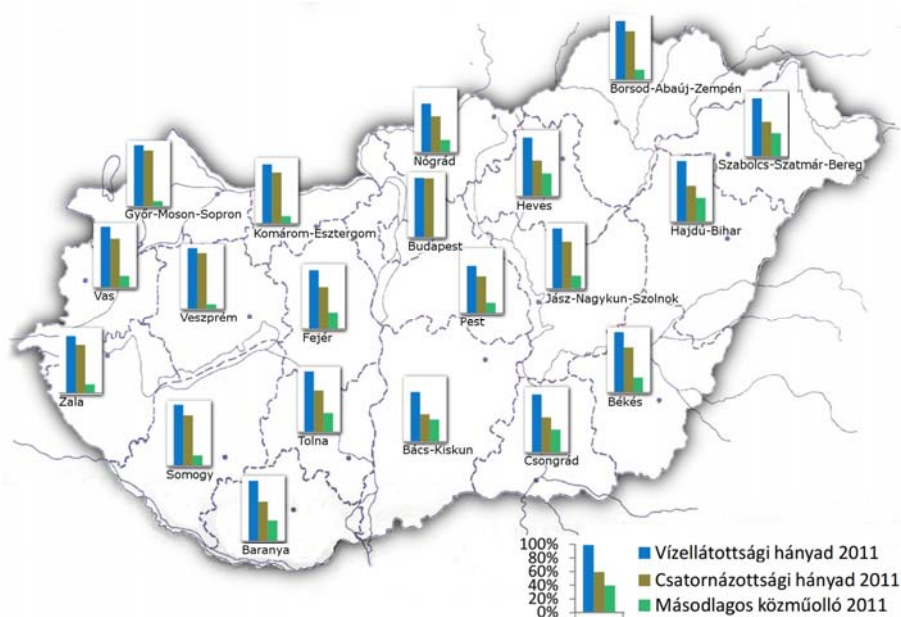 Borsod-Abaúj-Zempén
Nógrád
Szabolcs-Szatmár-Bereg
Heves
Győr-Moson-Sopron
Komárom-Esztergom
Budapest
Hajdú-Bihar
Vas
Veszprém
Fejér
Pest
Jász-Nagykun-Szolnok
Zala
Tolna
Bács-Kiskun
Békés
Somogy
Csongrád
Baranya
100%
80%
60%
40%
20%
0%
Vízellátottsági hányad 2011
Csatornázottsági hányad 2011
Másodlagos közműolló 2011